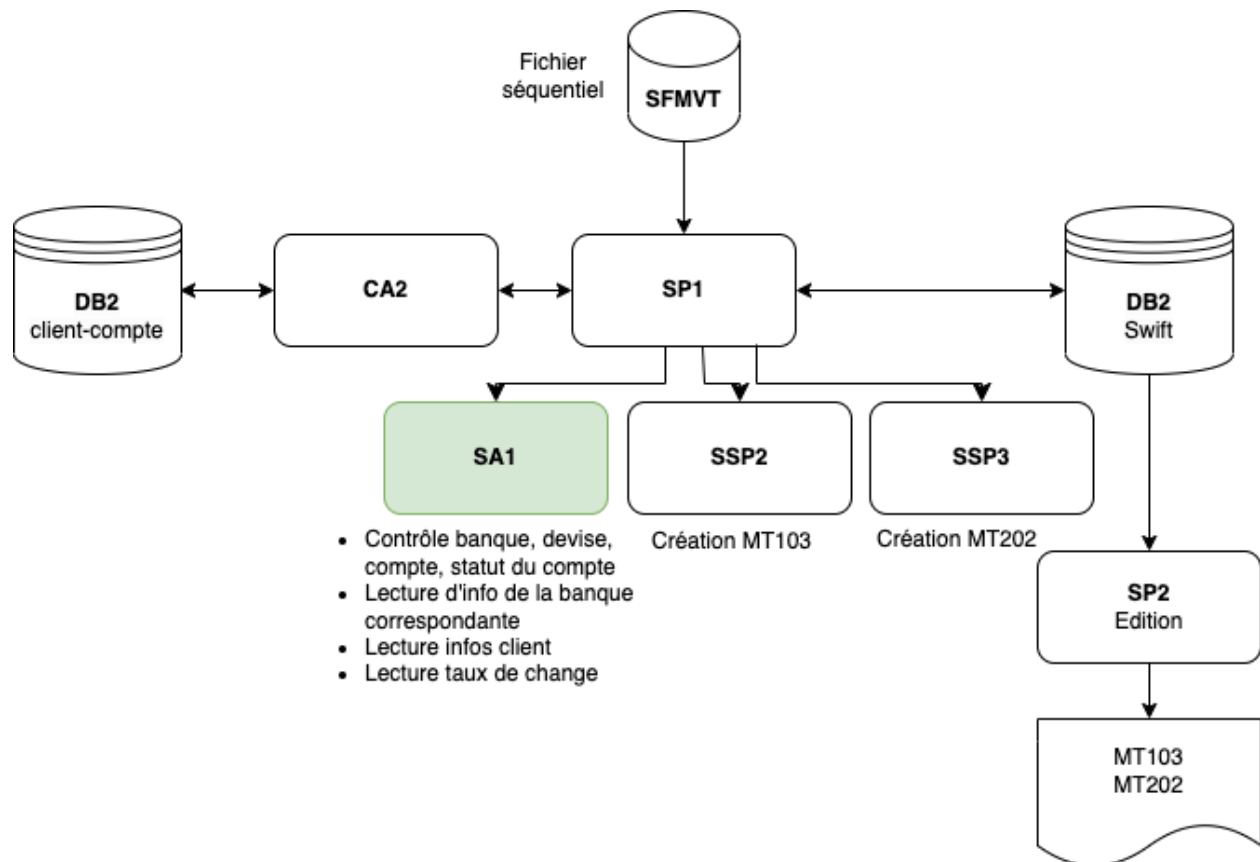 Fichier
séquentiel
SFMVT
DB2
client-compte
CA2
SP1
DB2
Swift
SA1
SSP2
SSP3
• Contrôle banque, devise,
compte, statut du compte
• Lecture d'info de la banque
correspondante
• Lecture infos client
• Lecture taux de change
Création MT103
Création MT202
SP2
Edition
MT103
MT202